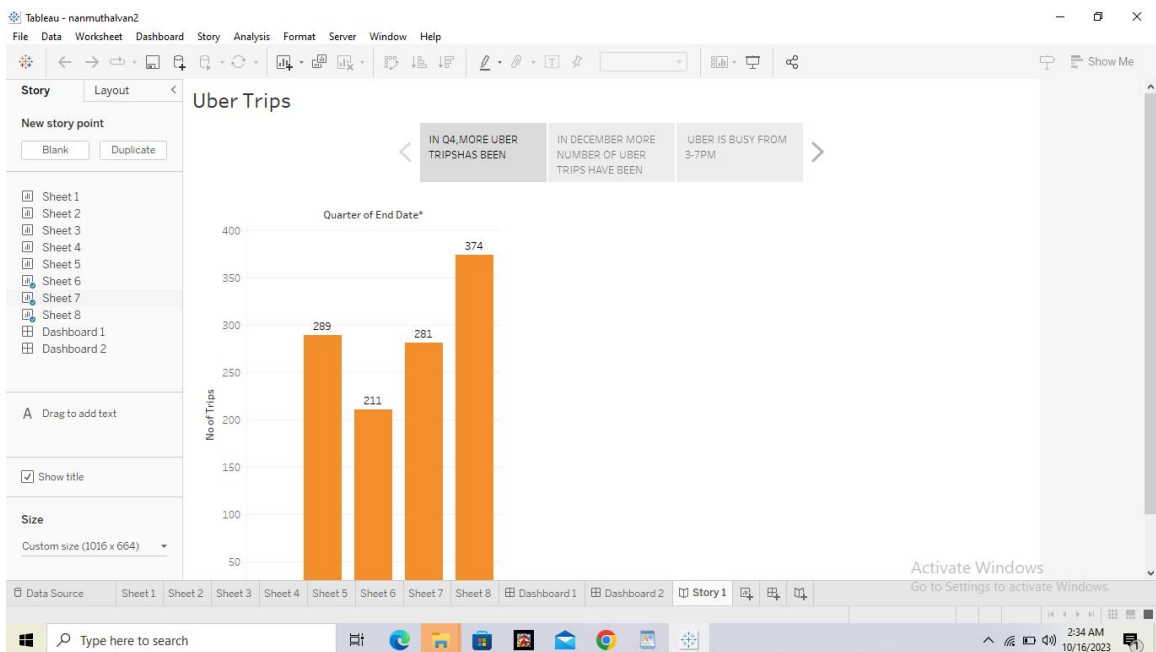 Tableau - nanmuthalvan2
File Data Worksheet Dashboard Story Analysis Format Server Window Help
Show Me
Story Layout
New story point
Blank Duplicate
Sheet 1
Sheet 2
Sheet 3
Sheet 4
Sheet 5
Sheet 6
Sheet 7
Sheet 8
Dashboard 1
Dashboard 2
A Drag to add text
Show title
Size
Custom size (1016 x 664)
Uber Trips
IN Q4,MORE UBER
TRIPSHAS BEEN
IN DECEMBER MORE
NUMBER OF UBER
TRIPS HAVE BEEN
UBER IS BUSY FROM
3-7PM
Quarter of End Date*
400
374
350
300
289
281
250
211
200
No of Trips
150
100
50
Activate Windows
Go to Settings to activate Windows.
Data Source Sheet 1 Sheet 2 Sheet 3 Sheet 4 Sheet 5 Sheet 6 Sheet 7 Sheet 8 Dashboard 1 Dashboard 2 Story 1
Type here to search
2:34 AM
10/16/2023